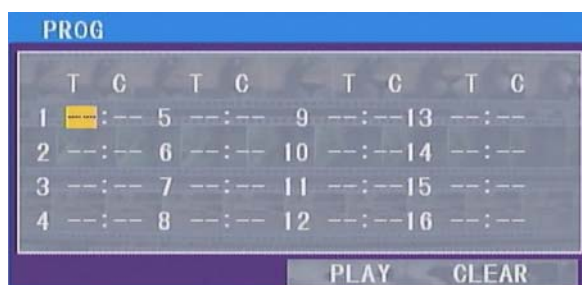 PROG
T C T C T C T C
1 --:-- 5 --:-- 9 --:-- 13 --:--
2 --:-- 6 --:-- 10 --:-- 14 --:--
3 --:-- 7 --:-- 11 --:-- 15 --:--
4 --:-- 8 --:-- 12 --:-- 16 --:--
PLAY CLEAR